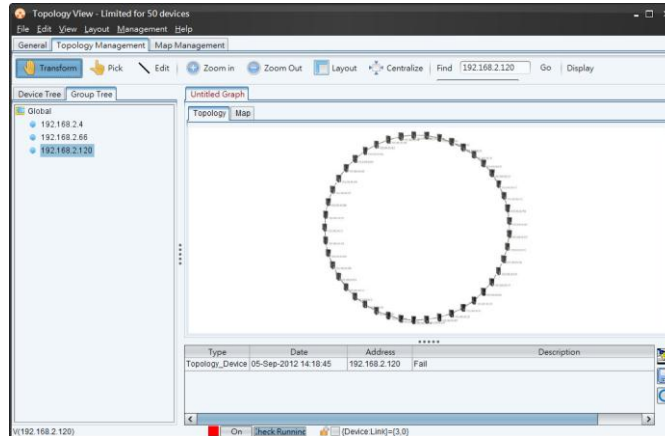 Topology View - Limited for 50 devices
File Edit View Layout Management Help
General Topology Management Map Management
Transform Pick Edit Zoom in Zoom Out Layout Centralize Find 192.168.2.120 Go Display
Device Tree Group Tree
Untitled Graph
Global
192.168.2.4
192.168.2.66
192.168.2.120
Topology Map
Type Date Address Description
Topology_Device 05-Sep-2012 14:18:45 192.168.2.120 Fail
V(192.168.2.120) On Check Running {Device:Link}={3,0}